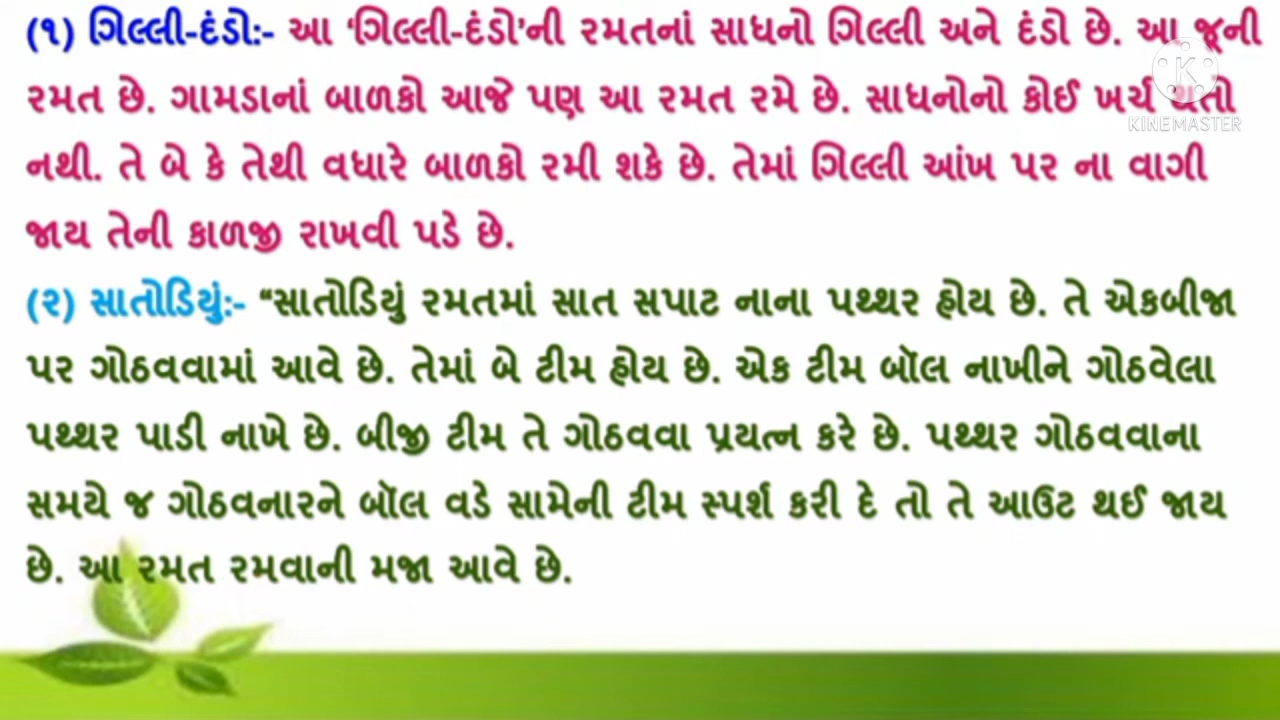 (૧) ગિલ્લી-દંડો:- આ ‘ગિલ્લી-દંડો’ની રમતનાં સાધનો ગિલ્લી અને દંડો છે. આ જૂની
રમત છે. ગામડાનાં બાળકો આજે પણ આ રમત રમે છે. સાધનોનો કોઈ ખર્ચ થતો
નથી. તે બે કે તેથી વધારે બાળકો રમી શકે છે. તેમાં ગિલ્લી આંખ પર ના વાગી
જાય તેની કાળજી રાખવી પડે છે.
(૨) સાતોડિયું:- “સાતોડિયું રમતમાં સાત સપાટ નાના પથ્થર હોય છે. તે એકબીજા
પર ગોઠવવામાં આવે છે. તેમાં બે ટીમ હોય છે. એક ટીમ બૉલ નાખીને ગોઠવેલા
પથ્થર પાડી નાખે છે. બીજી ટીમ તે ગોઠવવા પ્રયત્ન કરે છે. પથ્થર ગોઠવવાના
સમયે જ ગોઠવનારને બૉલ વડે સામેની ટીમ સ્પર્શ કરી દે તો તે આઉટ થઈ જાય
છે. આ રમત રમવાની મજા આવે છે.
K
KINEMASTER